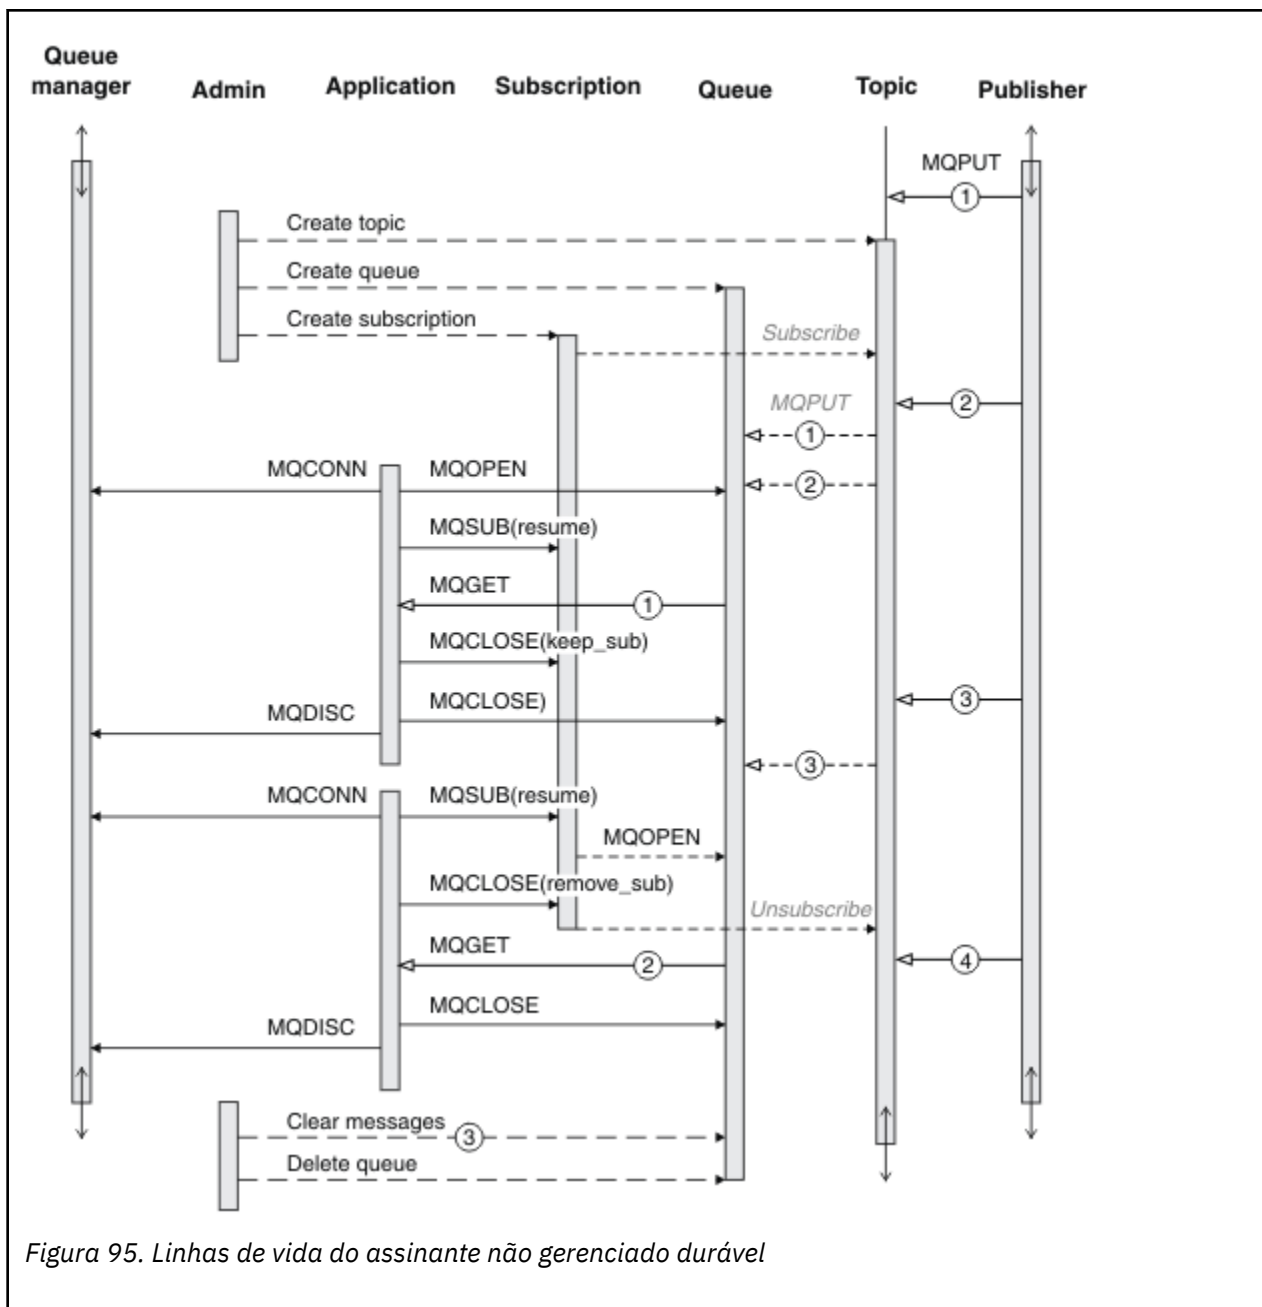 Queue
manager
Admin
Application
Subscription
Queue
Topic
Publisher
MQPUT
1
Create topic
Create queue
Create subscription
Subscribe
MQPUT
2
1
MQCONN
MQOPEN
2
MQSUB(resume)
MQGET
1
MQCLOSE(keep_sub)
MQDISC
MQCLOSE)
3
3
MQCONN
MQSUB(resume)
MQOPEN
MQCLOSE(remove_sub)
Unsubscribe
MQGET
2
4
MQCLOSE
MQDISC
Clear messages
3
Delete queue
Figura 95. Linhas de vida do assinante não gerenciado durável